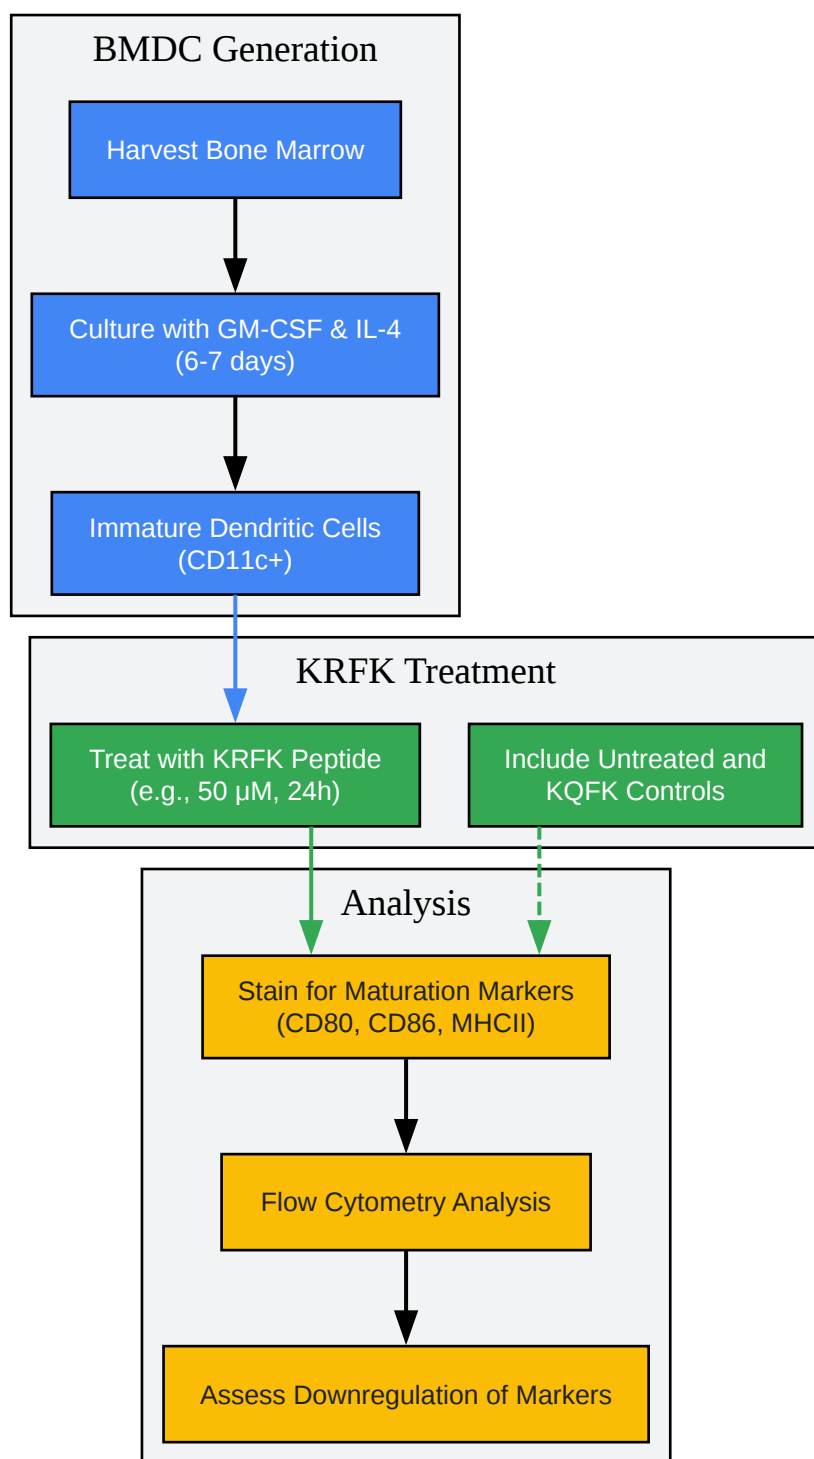 BMDC Generation
Harvest Bone Marrow
Culture with GM-CSF & IL-4
(6-7 days)
Immature Dendritic Cells
(CD11c+)
KRFK Treatment
Treat with KRFK Peptide
(e.g., 50 μM, 24h)
Include Untreated and
KQFK Controls
Analysis
Stain for Maturation Markers
(CD80, CD86, MHCII)
Flow Cytometry Analysis
Assess Downregulation of Markers